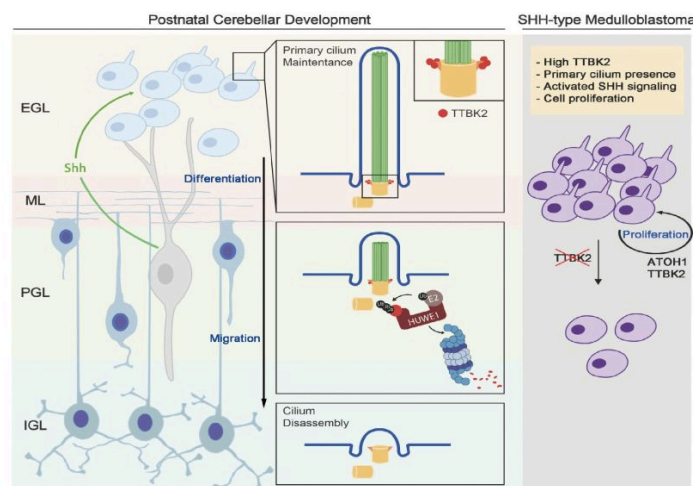 Postnatal Cerebellar Development
SHH-type Medulloblastoma
EGL
Shh
ML
PGL
IGL
Differentiation
Migration
Primary cilium
Maintentance
TTBK2
E2
HUWE1
Cilium
Disassembly
- High TTBK2
- Primary cilium presence
- Activated SHH signaling
- Cell proliferation
Proliferation
ATOH1
TTBK2
TTBK2